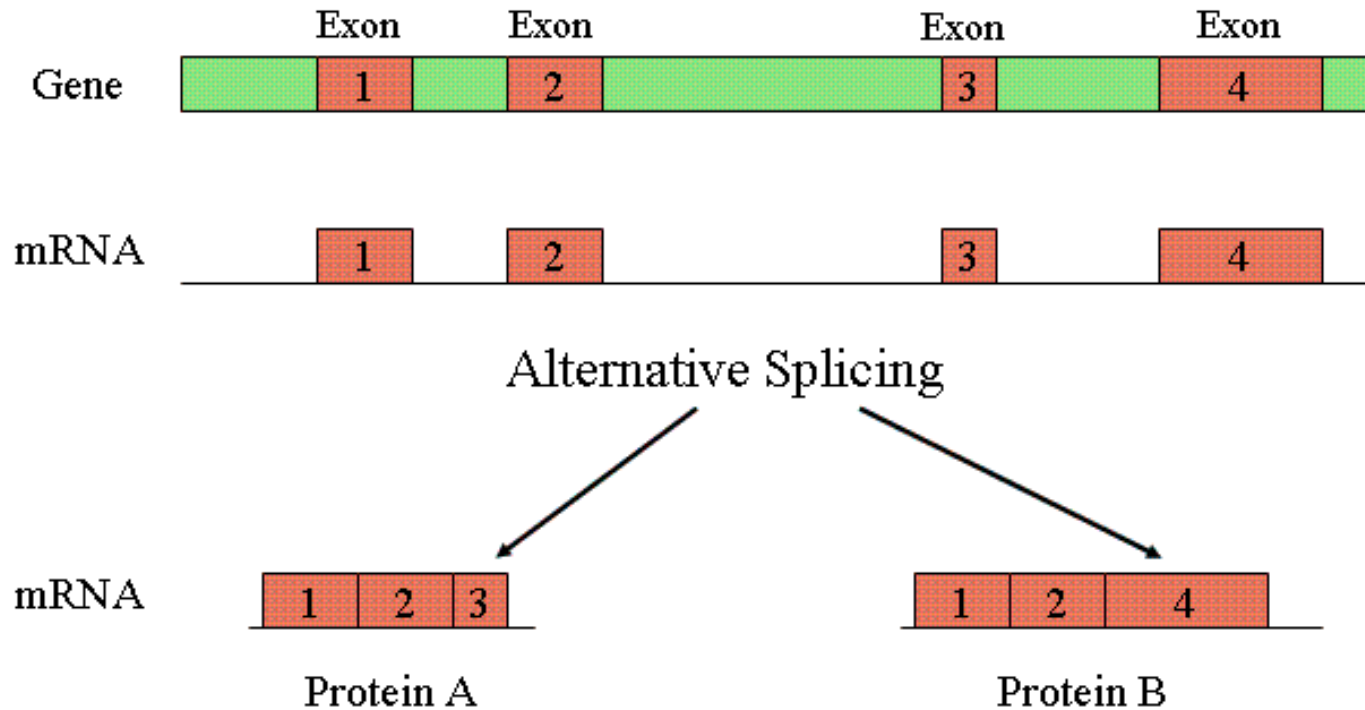 Exon Exon Exon Exon
Gene 1 2 3 4
mRNA 1 2 3 4
Alternative Splicing
mRNA 1 2 3 1 2 4
Protein A Protein B